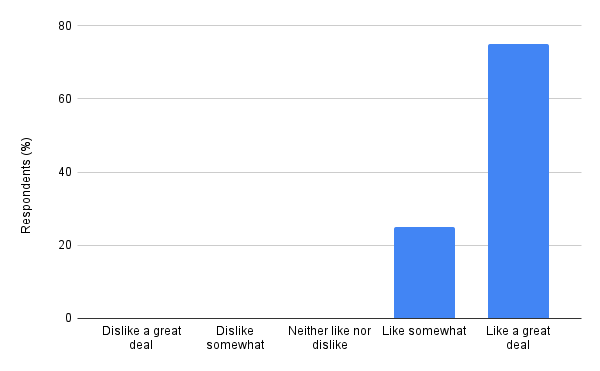 80
60
40
20
0
Respondents (%)
Dislike a great
deal
Dislike
somewhat
Neither like nor
dislike
Like somewhat
Like a great
deal